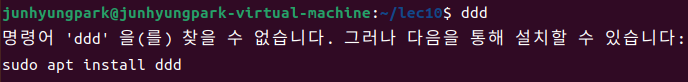 junhyungpark@junhyungpark-virtual-machine:~/lec10$ ddd
명령어 'ddd' 을(를) 찾을 수 없습니다. 그러나 다음을 통해 설치할 수 있습니다:
sudo apt install ddd